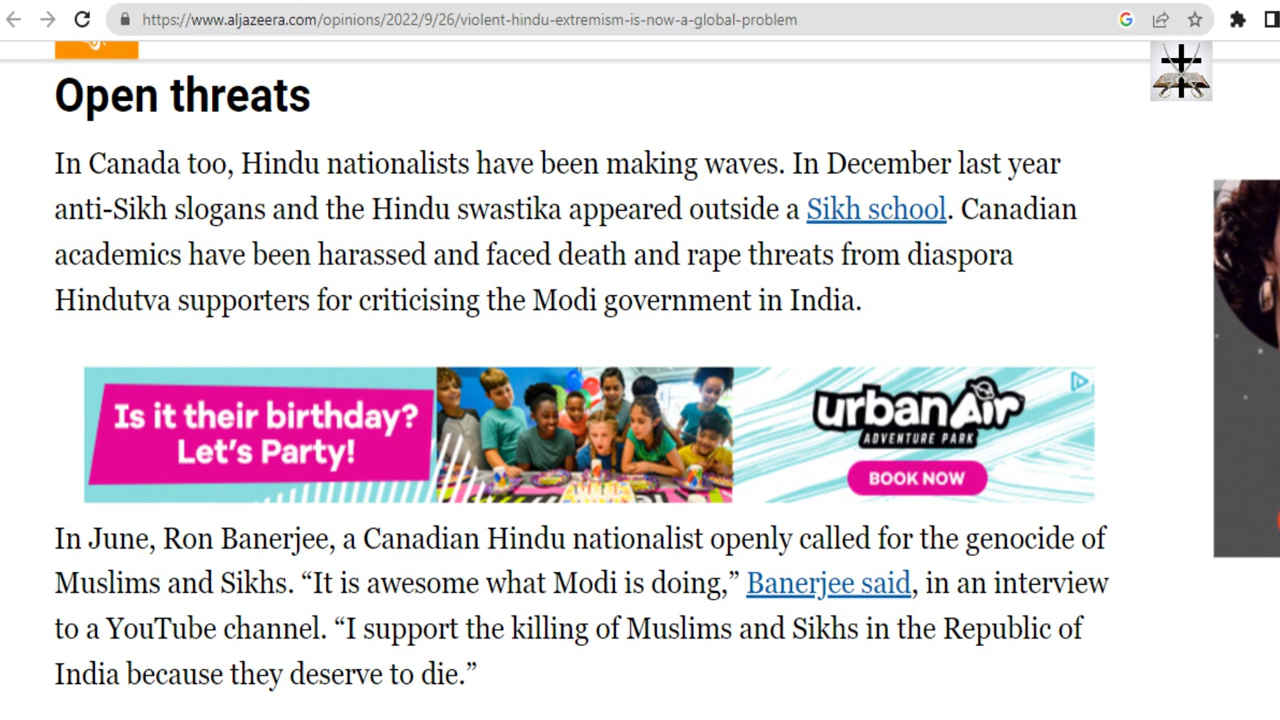 https://www.aljazeera.com/opinions/2022/9/26/violent-hindu-extremism-is-now-a-global-problem
Open threats
In Canada too, Hindu nationalists have been making waves. In December last year
anti-Sikh slogans and the Hindu swastika appeared outside a Sikh school. Canadian
academics have been harassed and faced death and rape threats from diaspora
Hindutva supporters for criticising the Modi government in India.
Is it their birthday?
Let's Party!
urban Air
ADVENTURE PARK
BOOK NOW
In June, Ron Banerjee, a Canadian Hindu nationalist openly called for the genocide of
Muslims and Sikhs. “It is awesome what Modi is doing,” Banerjee said, in an interview
to a YouTube channel. “I support the killing of Muslims and Sikhs in the Republic of
India because they deserve to die.”